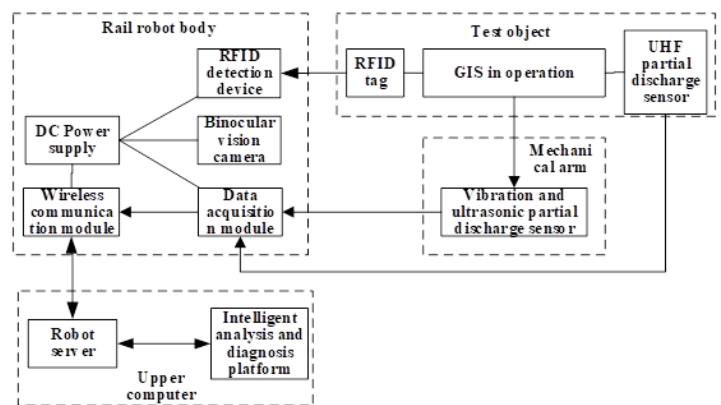 Rail robot body
Test object
RFID
detection
device
RFID
tag
GIS in operation
UHF
partial
discharge
sensor
DC Power
supply
Binocular
vision
camera
Mechani
cal arm
Wireless
communica
tion module
Data
acquisitio
n module
Vibration and
ultrasonic partial
discharge sensor
Robot
server
Intelligent
analysis and
diagnosis
platform
Upper
computer